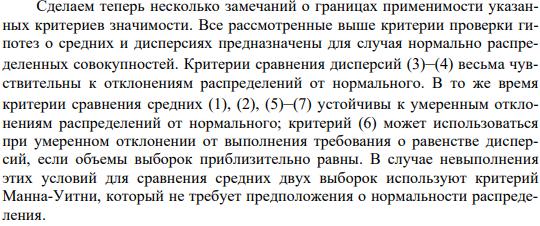 Сделаем теперь несколько замечаний о границах применимости указан-
ных критериев значимости. Все рассмотренные выше критерии проверки ги-
потез о средних и дисперсиях предназначены для случая нормально распре-
деленных совокупностей. Критерии сравнения дисперсий (3)−(4) весьма чув-
ствительны к отклонениям распределений от нормального. В то же время
критерии сравнения средних (1), (2), (5)−(7) устойчивы к умеренным откло-
нениям распределений от нормального; критерий (6) может использоваться
при умеренном отклонении от выполнения требования о равенстве диспер-
сий, если объемы выборок приблизительно равны. В случае невыполнения
этих условий для сравнения средних двух выборок используют критерий
Манна-Уитни, который не требует предположения о нормальности распреде-
ления.